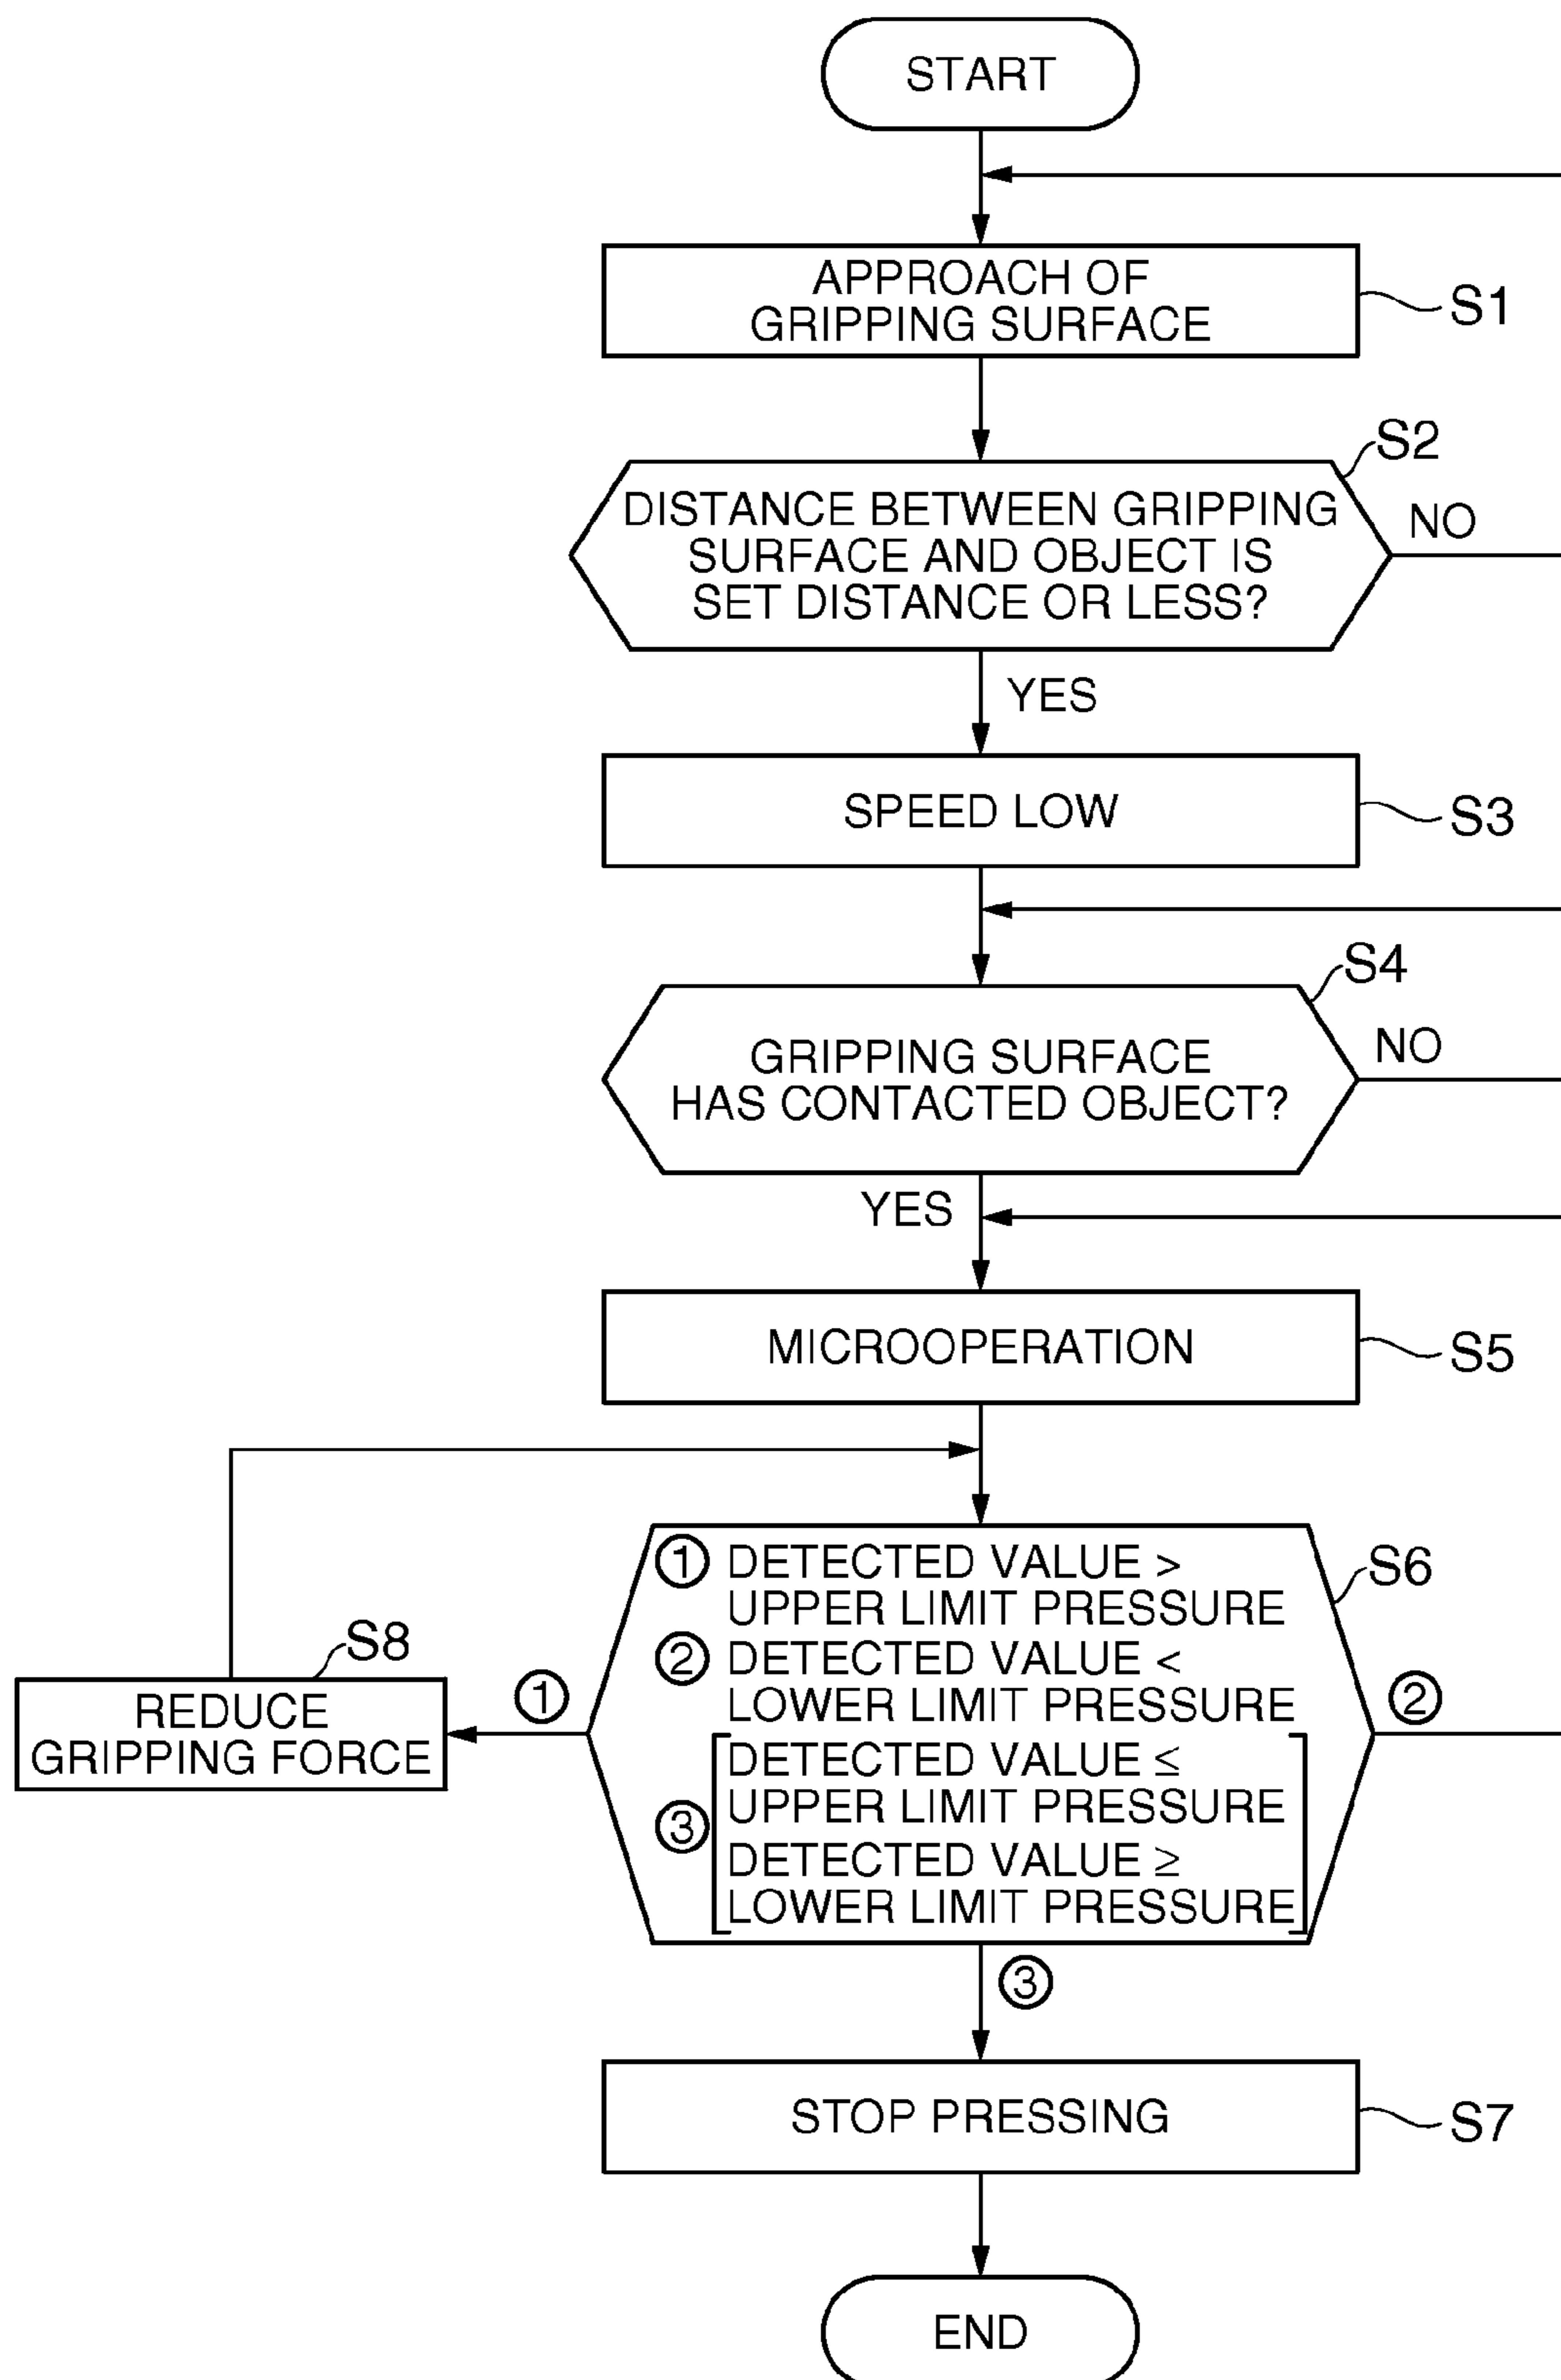 START
APPROACH OF
GRIPPING SURFACE
S1
S2
DISTANCE BETWEEN GRIPPING
SURFACE AND OBJECT IS
SET DISTANCE OR LESS?
NO
YES
SPEED LOW
S3
S4
GRIPPING SURFACE
HAS CONTACTED OBJECT?
NO
YES
MICROOPERATION
S5
S6
① DETECTED VALUE >
UPPER LIMIT PRESSURE
② DETECTED VALUE <
LOWER LIMIT PRESSURE
③ DETECTED VALUE ≤
UPPER LIMIT PRESSURE
DETECTED VALUE ≥
LOWER LIMIT PRESSURE
S8
REDUCE
GRIPPING FORCE
①
②
③
STOP PRESSING
S7
END